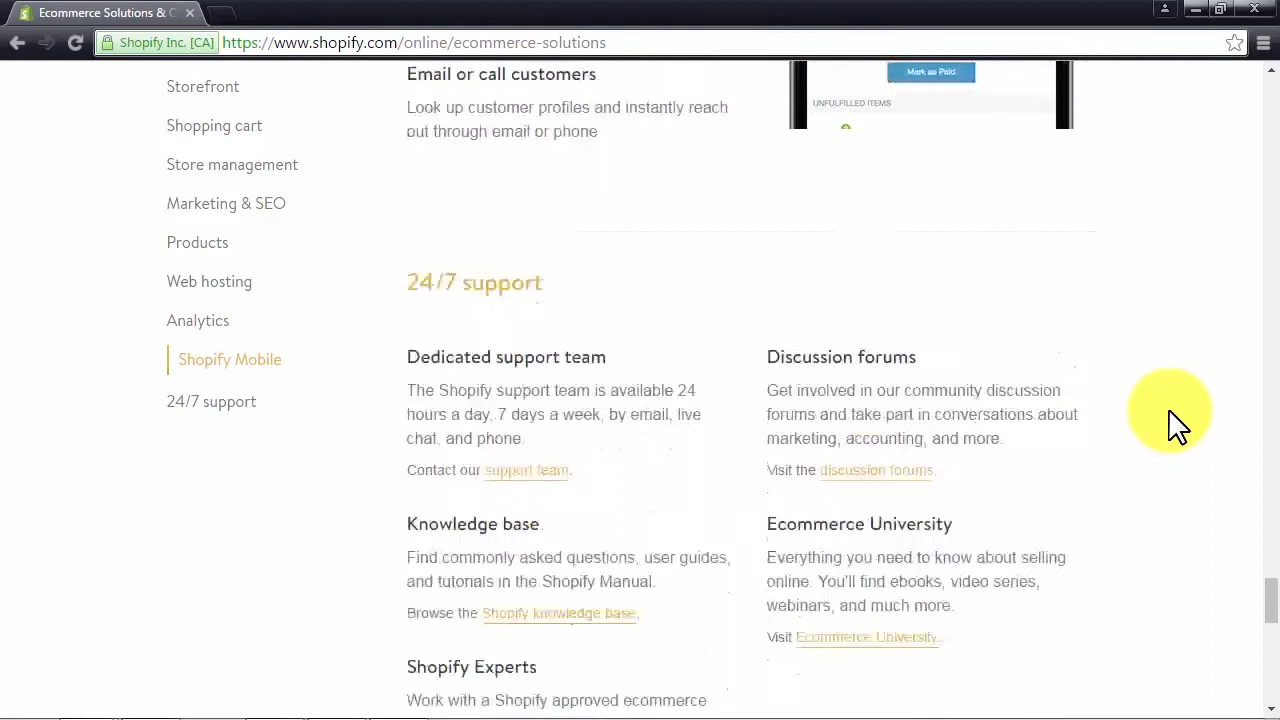 Ecommerce Solutions & C
Shopify Inc. [CA]
https://www.shopify.com/online/ecommerce-solutions
Storefront
Shopping cart
Store management
Marketing & SEO
Products
Web hosting
Analytics
Shopify Mobile
24/7 support
Email or call customers
Look up customer profiles and instantly reach
out through email or phone
Mark as Paid
UNFULFILLED ITEMS
24/7 support
Dedicated support team
The Shopify support team is available 24
hours a day, 7 days a week, by email, live
chat, and phone.
Contact our support team.
Discussion forums
Get involved in our community discussion
forums and take part in conversations about
marketing, accounting, and more.
Visit the discussion forums.
Knowledge base
Find commonly asked questions, user guides,
and tutorials in the Shopify Manual.
Browse the Shopify knowledge base.
Ecommerce University
Everything you need to know about selling
online. You'll find ebooks, video series,
webinars, and much more.
Visit Ecommerce University.
Shopify Experts
Work with a Shopify approved ecommerce